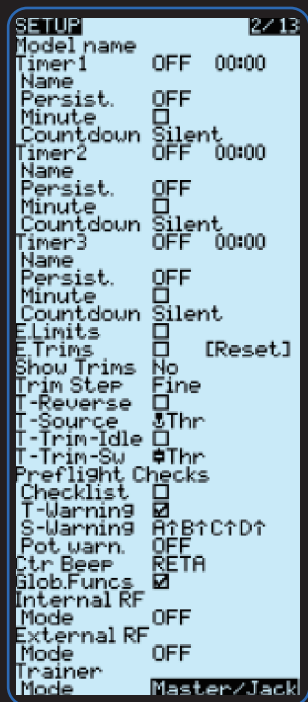 SETUP 2/13
Model name
Timer1 OFF 00:00
Name
Persist. OFF
Minute
Countdown Silent
Timer2 OFF 00:00
Name
Persist. OFF
Minute
Countdown Silent
Timer3 OFF 00:00
Name
Persist. OFF
Minute
Countdown Silent
E.Limits
E.Trims [Reset]
Show Trims No
Trim Step Fine
T-Reverse
T-Source Thr
T-Trim-Idle
T-Trim-Sw Thr
Preflight Checks
Checklist
T-Warning
S-Warning A↑B↑C↑D↑
Pot warn. OFF
Ctr Beep RETA
Glob.Funcs
Internal RF
Mode OFF
External RF
Mode OFF
Trainer
Mode Master/Jack